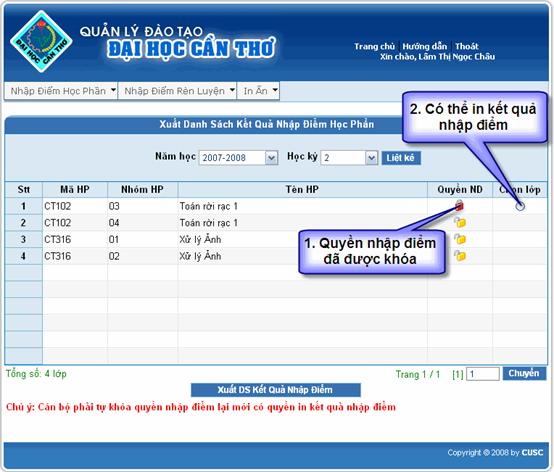 QUẢN LÝ ĐÀO TẠO
ĐẠI HỌC CẦN THƠ
ĐẠI HỌC CẦN THƠ
Trang chủ Hướng dẫn Thoát
Xin chào, Lâm Thị Ngọc Châu
Nhập Điểm Học Phần Nhập Điểm Rèn Luyện In Ấn
2. Có thể in kết quả
nhập điểm
Xuất Danh Sách Kết Quả Nhập Điểm Học Phần
Năm học 2007-2008 Học kỳ 2 Liệt kê
Stt Mã HP Nhóm HP Tên HP Quyền ND Chọn lớp
1 CT102 03 Toán rời rạc 1
2 CT102 04 Toán rời rạc 1
3 CT316 01 Xử lý Ảnh
4 CT316 02 Xử lý Ảnh
1. Quyền nhập điểm
đã được khóa
Tổng số: 4 lớp Trang 1 / 1 [1] 1 Chuyển
Xuất DS Kết Quả Nhập Điểm
Chú ý: Cán bộ phải tự khóa quyền nhập điểm lại mới có quyền in kết quả nhập điểm
Copyright © 2008 by CUSC